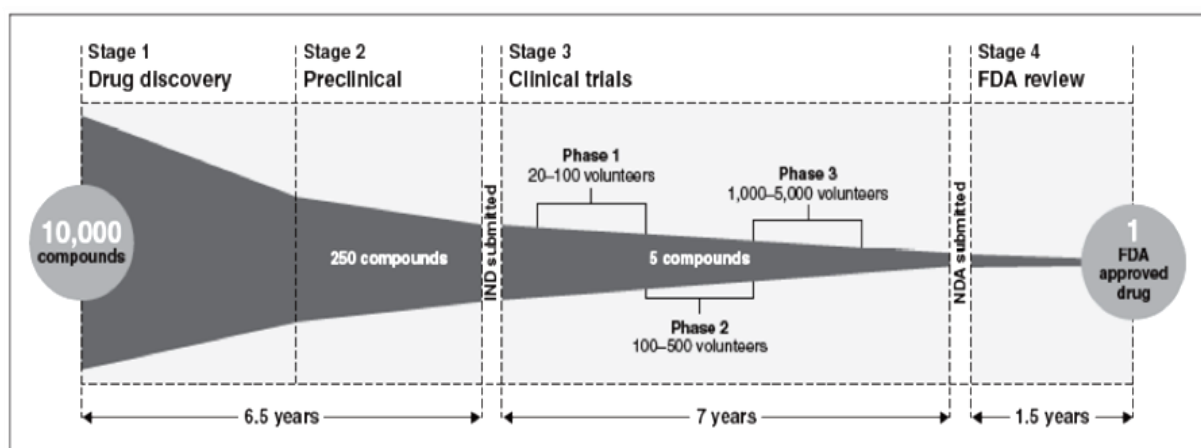 Stage 1
Drug discovery
Stage 2
Preclinical
Stage 3
Clinical trials
Stage 4
FDA review
10,000
compounds
250 compounds
IND submitted
Phase 1
20–100 volunteers
5 compounds
Phase 2
100–500 volunteers
Phase 3
1,000–5,000 volunteers
NDA submitted
1
FDA
approved
drug
6.5 years
7 years
1.5 years